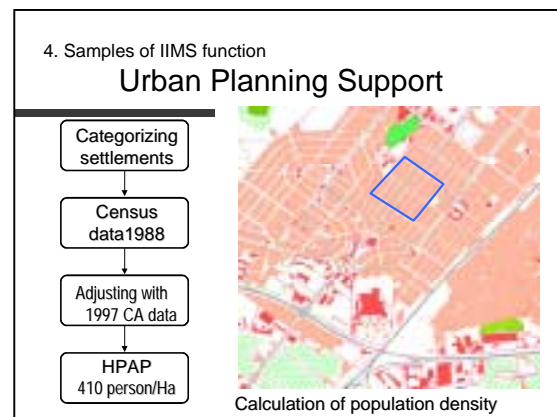 4. Samples of IIMS function
Urban Planning Support
Categorizing
settlements
Census
data1988
Adjusting with
1997 CA data
HPAP
410 person/Ha
Calculation of population density